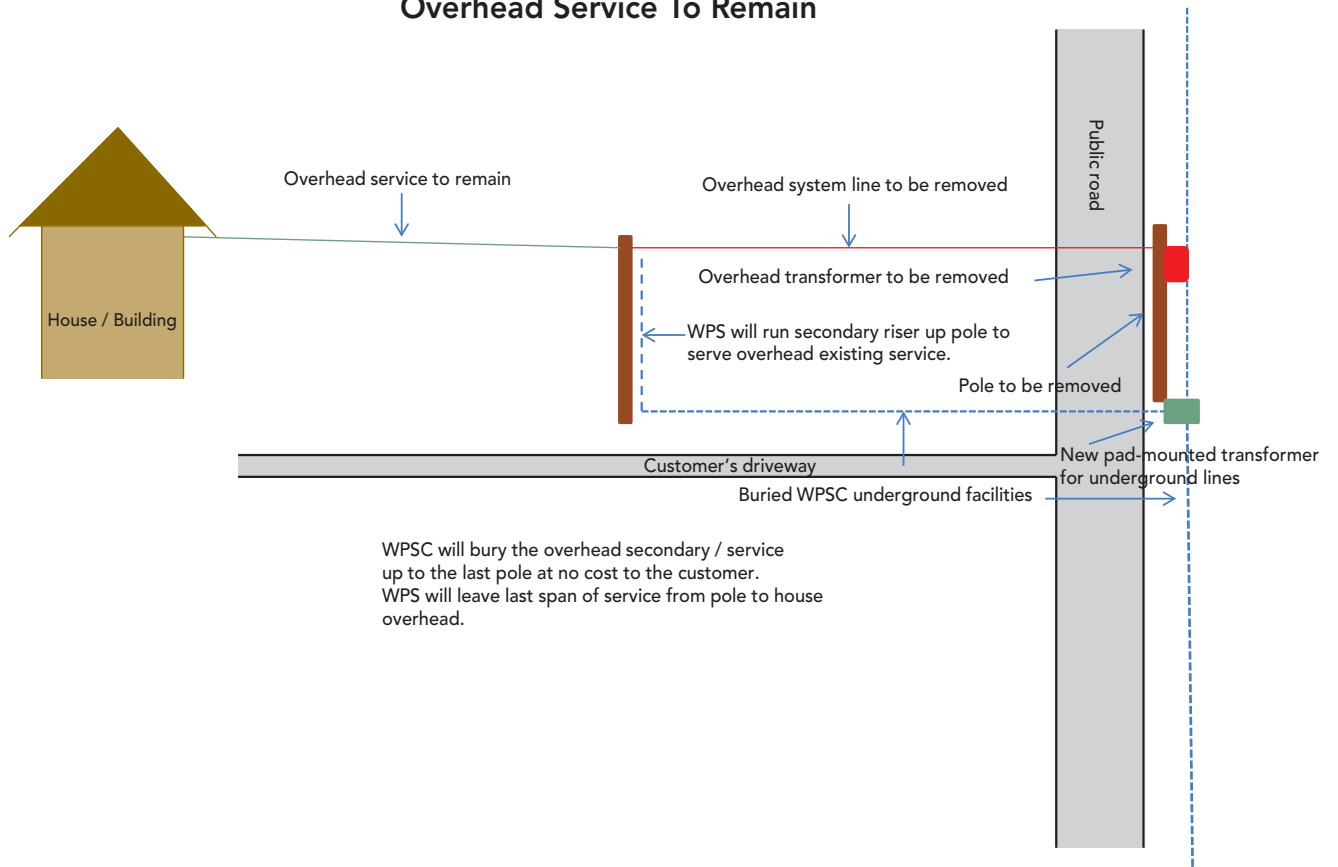 Overhead Service To Remain
Public road
Overhead service to remain
Overhead system line to be removed
Overhead transformer to be removed
House / Building
WPS will run secondary riser up pole to
serve overhead existing service.
Pole to be removed
New pad-mounted transformer
for underground lines
Customer's driveway
Buried WPSC underground facilities
WPSC will bury the overhead secondary / service
up to the last pole at no cost to the customer.
WPS will leave last span of service from pole to house
overhead.